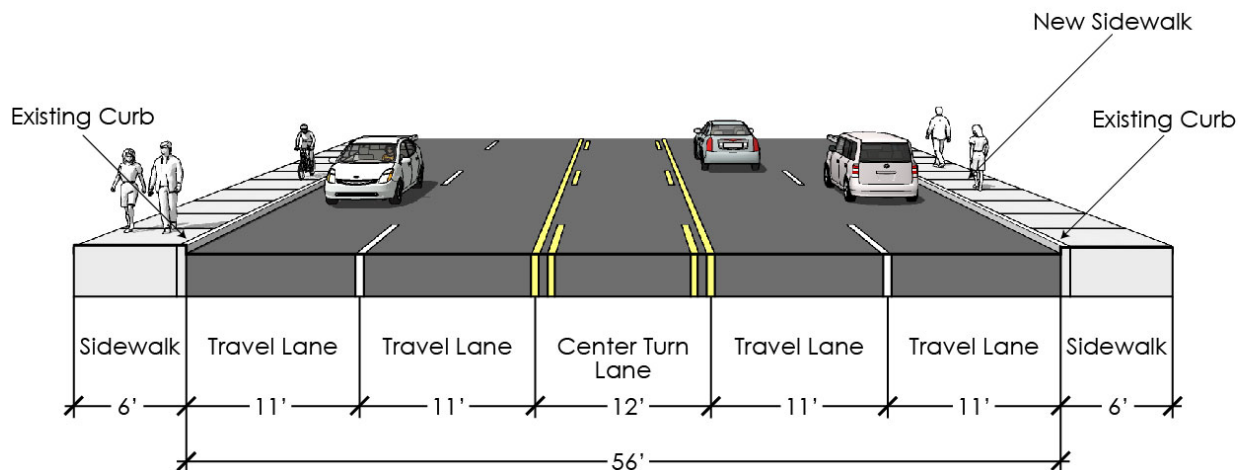 New Sidewalk
Existing Curb
Existing Curb
Sidewalk
Travel Lane
Travel Lane
Center Turn
Lane
Travel Lane
Travel Lane
Sidewalk
6’
11’
11’
12’
11’
11’
6’
56’